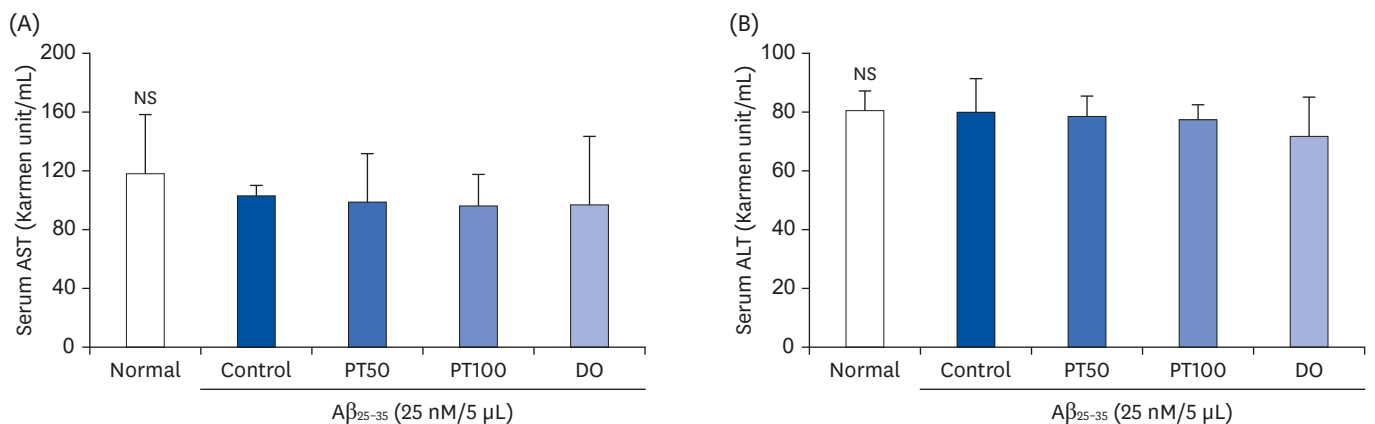 (A)
Serum AST (Karmen unit/mL)
200
160
120
80
40
0
NS
Normal Control PT50 PT100 DO
Aβ25-35 (25 nM/5 μL)
(B)
Serum ALT (Karmen unit/mL)
100
80
60
40
20
0
NS
Normal Control PT50 PT100 DO
Aβ25-35 (25 nM/5 μL)